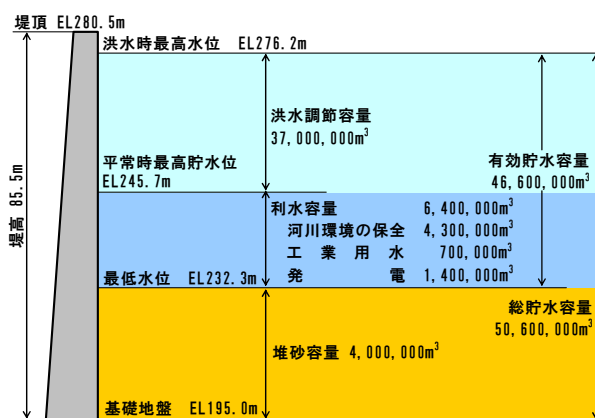 堤頂 EL280.5m
洪水時最高水位 EL276.2m
洪水調節容量
37,000,000m³
有効貯水容量
46,600,000m³
平常時最高貯水位
EL245.7m
堤高 85.5m
利水容量 6,400,000m³
河川環境の保全 4,300,000m³
工業用水 700,000m³
発電 1,400,000m³
最低水位 EL232.3m
総貯水容量
50,600,000m³
堆砂容量 4,000,000m³
基礎地盤 EL195.0m